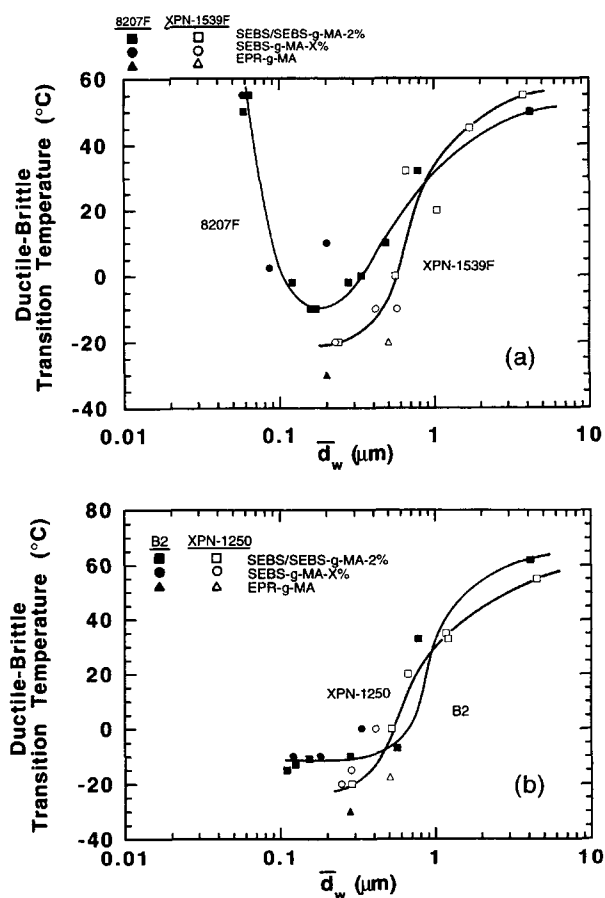 8207F XPN-1539F
SEBS/SEBS-g-MA-2%
SEBS-g-MA-X%
EPR-g-MA
60
40
20
0
-20
-40
Ductile-Brittle
Transition Temperature (°C)
8207F
XPN-1539F
(a)
0.01 0.1 1 10
d̅w (μm)
80
60
40
20
0
-20
-40
Ductile-Brittle
Transition Temperature (°C)
B2 XPN-1250
SEBS/SEBS-g-MA-2%
SEBS-g-MA-X%
EPR-g-MA
XPN-1250
B2
(b)
0.01 0.1 1 10
d̅w (μm)